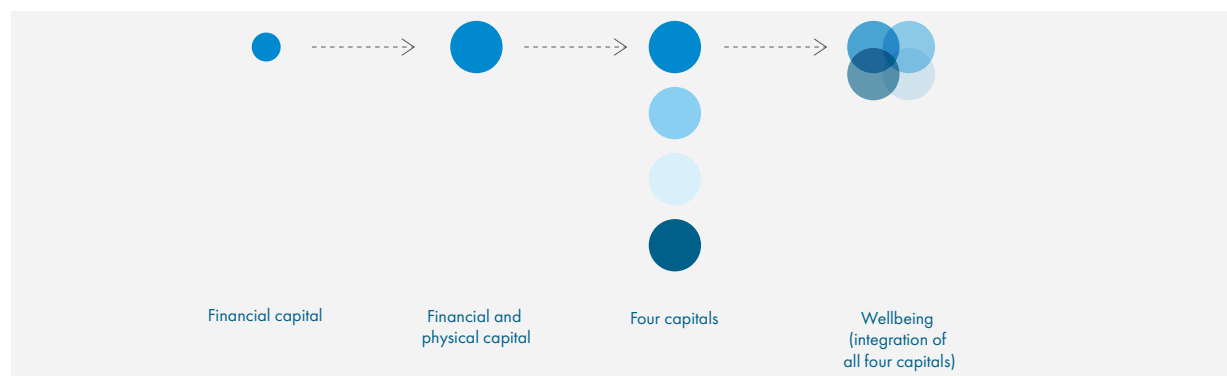 Financial capital
Financial and
physical capital
Four capitals
Wellbeing
(integration of
all four capitals)